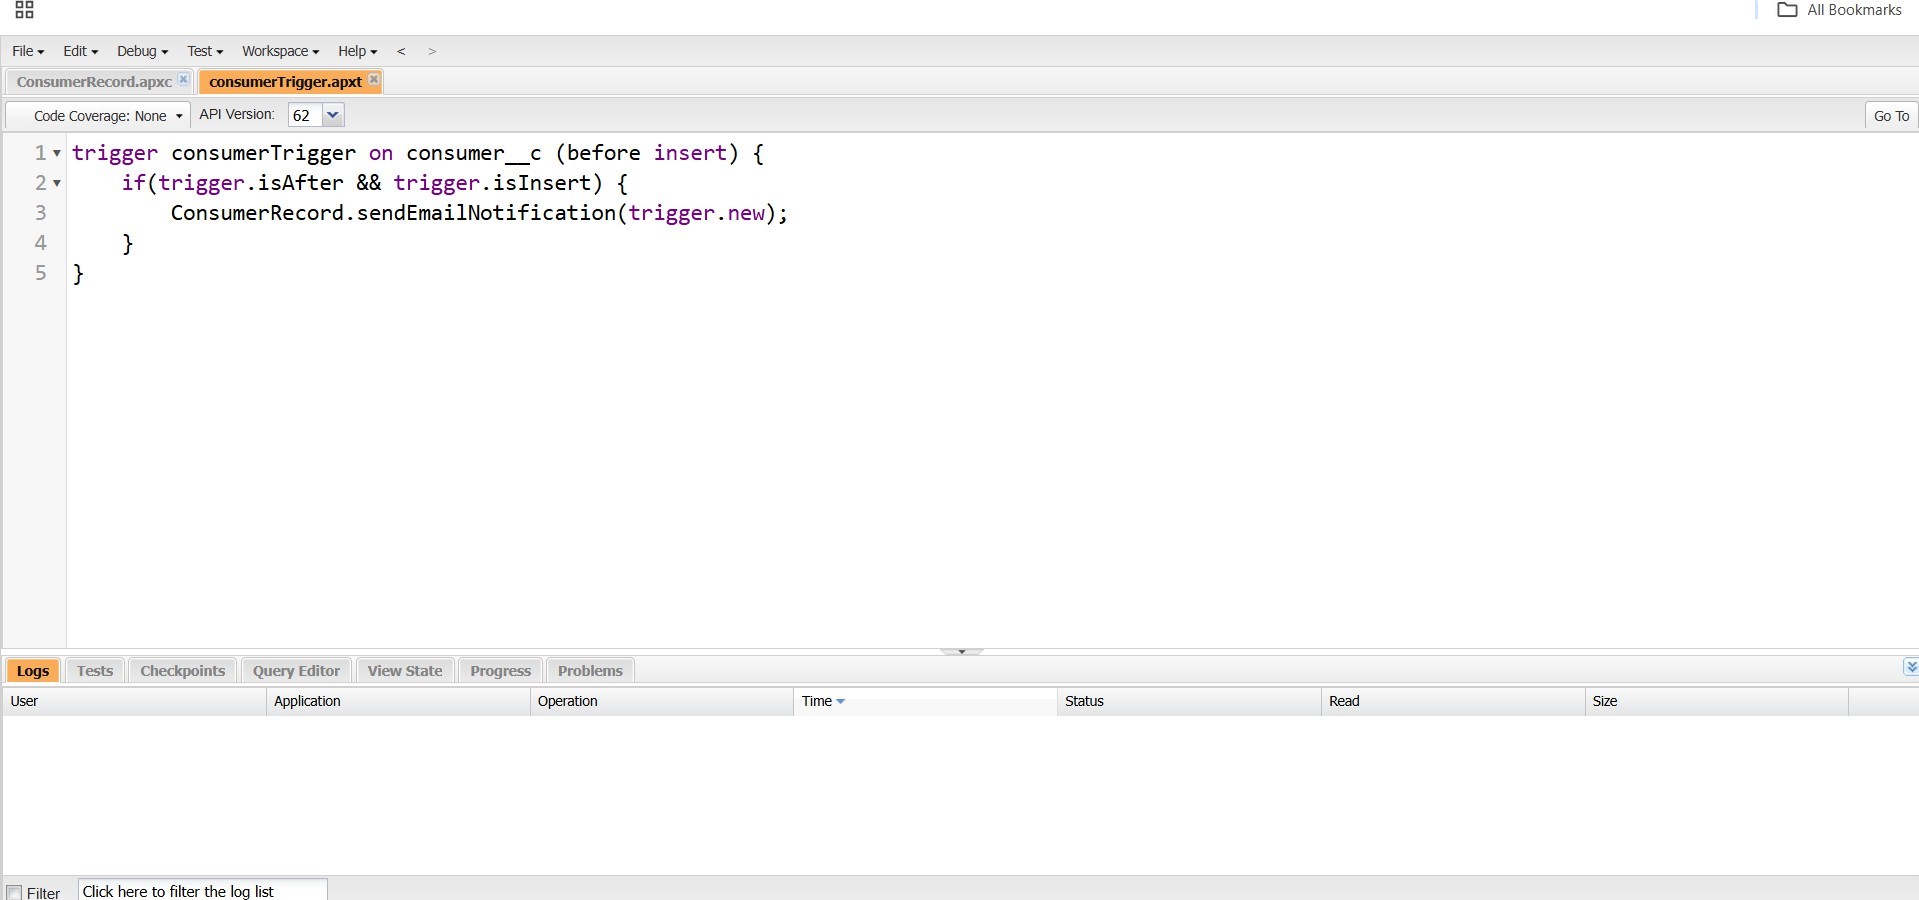 All Bookmarks
File Edit Debug Test Workspace Help < >
ConsumerRecord.apxc consumerTrigger.apxt
Code Coverage: None API Version: 62 Go To
1 trigger consumerTrigger on consumer__c (before insert) {
2 if(trigger.isAfter && trigger.isInsert) {
3 ConsumerRecord.sendEmailNotification(trigger.new);
4 }
5 }
Logs Tests Checkpoints Query Editor View State Progress Problems
User Application Operation Time Status Read Size
Filter Click here to filter the log list